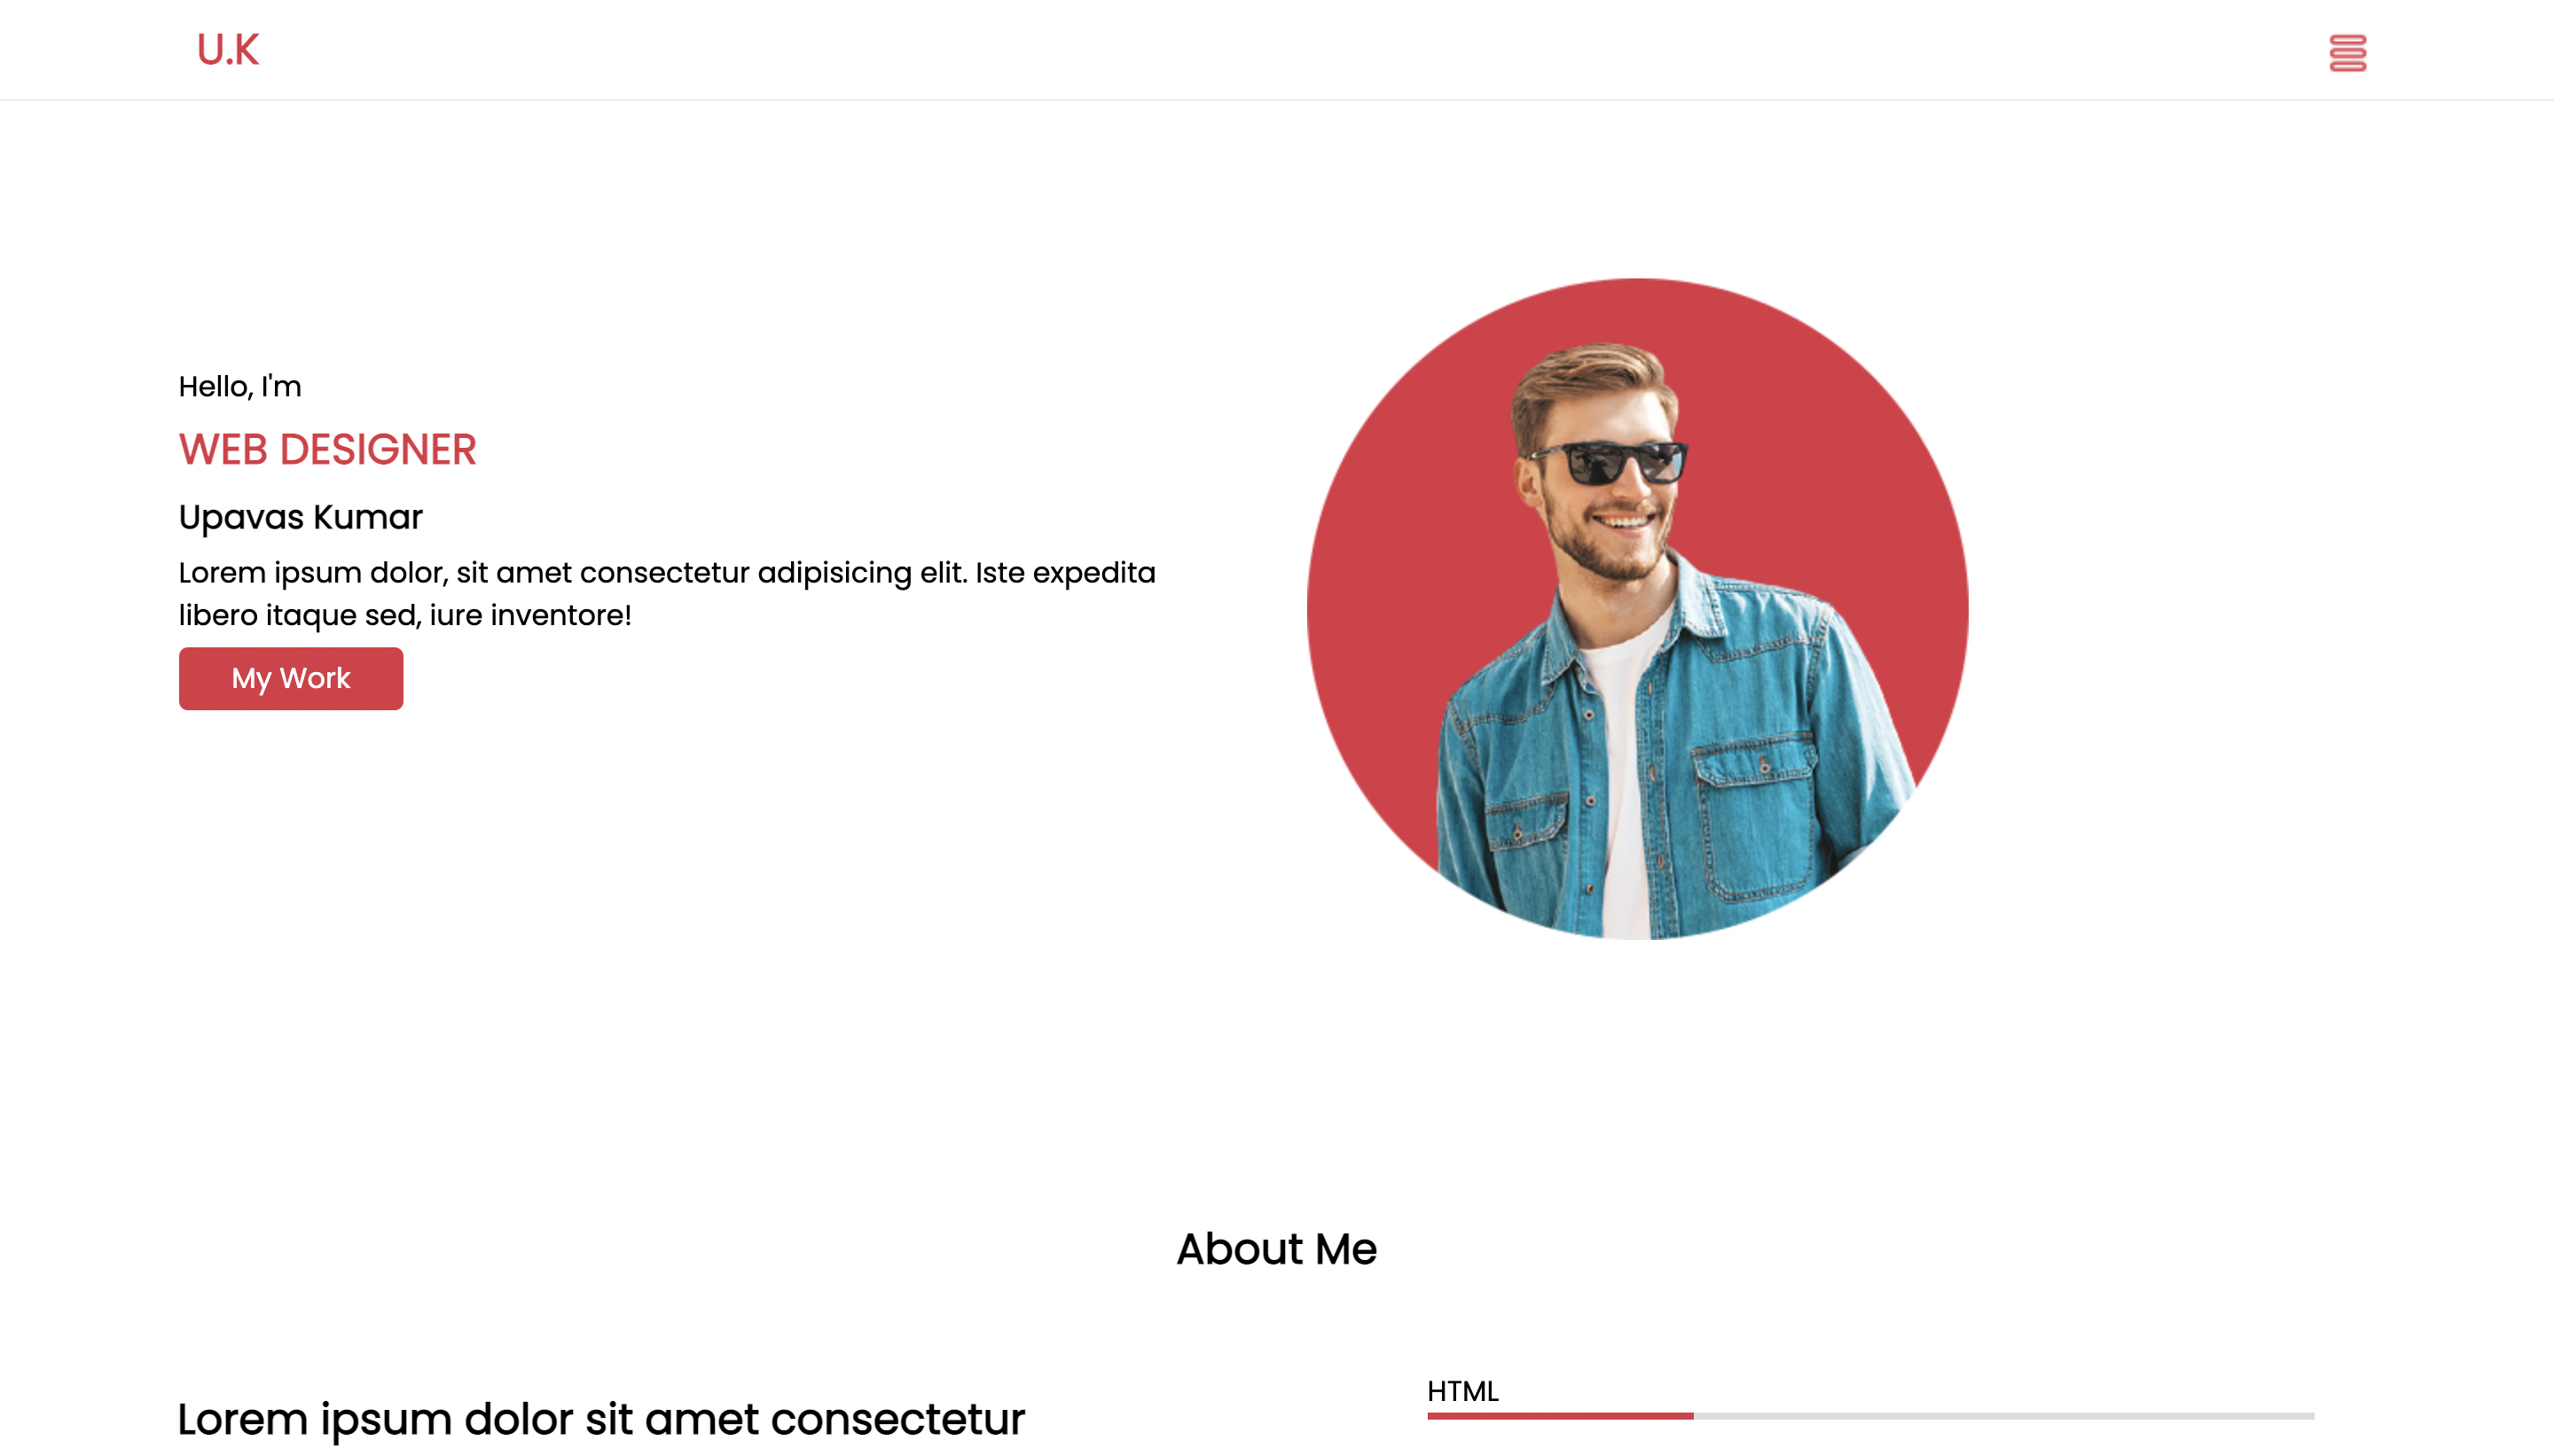 U.K
Hello, I'm
WEB DESIGNER
Upavas Kumar
Lorem ipsum dolor, sit amet consectetur adipisicing elit. Iste expedita
libero itaque sed, iure inventore!
My Work
About Me
Lorem ipsum dolor sit amet consectetur
HTML